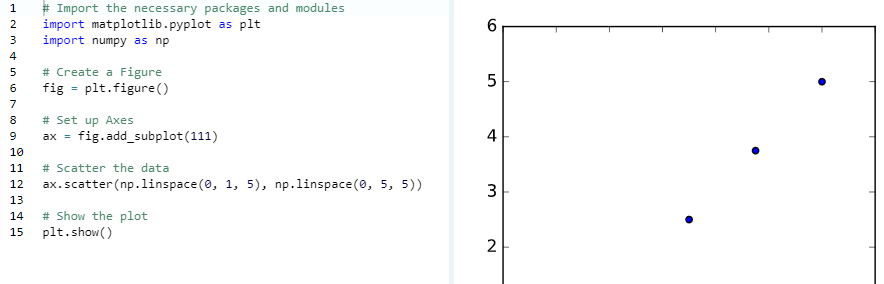 1 # Import the necessary packages and modules
2 import matplotlib.pyplot as plt
3 import numpy as np
4
5 # Create a Figure
6 fig = plt.figure()
7
8 # Set up Axes
9 ax = fig.add_subplot(111)
10
11 # Scatter the data
12 ax.scatter(np.linspace(0, 1, 5), np.linspace(0, 5, 5))
13
14 # Show the plot
15 plt.show()
6
5
4
3
2